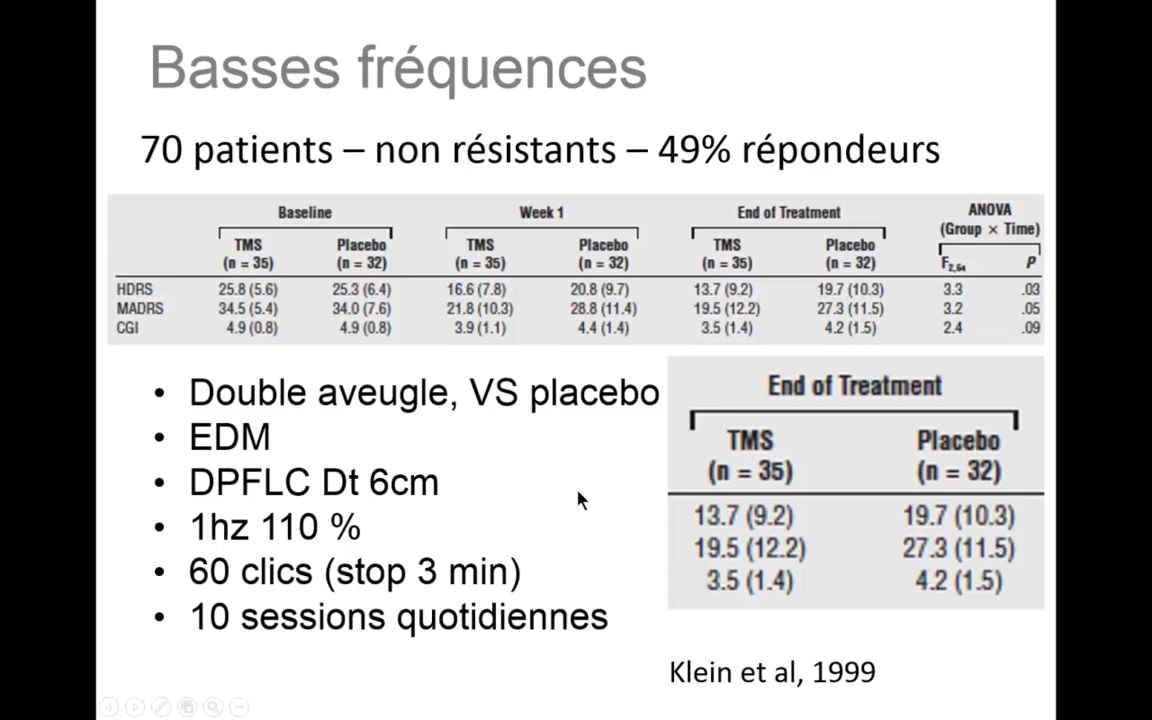 Basses fréquences
70 patients – non résistants – 49% répondeurs
Baseline Week 1 End of Treatment ANOVA
(Group × Time)
TMS Placebo TMS Placebo TMS Placebo
(n = 35) (n = 32) (n = 35) (n = 32) (n = 35) (n = 32) P
HDRS 25.8 (5.6) 25.3 (6.4) 16.6 (7.8) 20.8 (9.7) 13.7 (9.2) 19.7 (10.3) 3.3 .03
MADRS 34.5 (5.4) 34.0 (7.6) 21.8 (10.3) 28.8 (11.4) 19.5 (12.2) 27.3 (11.5) 3.2 .05
CGI 4.9 (0.8) 4.9 (0.8) 3.9 (1.1) 4.4 (1.4) 3.5 (1.4) 4.2 (1.5) 2.4 .09
• Double aveugle, VS placebo
• EDM
• DPFLC Dt 6cm
• 1hz 110 %
• 60 clics (stop 3 min)
• 10 sessions quotidiennes
End of Treatment
TMS Placebo
(n = 35) (n = 32)
13.7 (9.2) 19.7 (10.3)
19.5 (12.2) 27.3 (11.5)
3.5 (1.4) 4.2 (1.5)
Klein et al, 1999